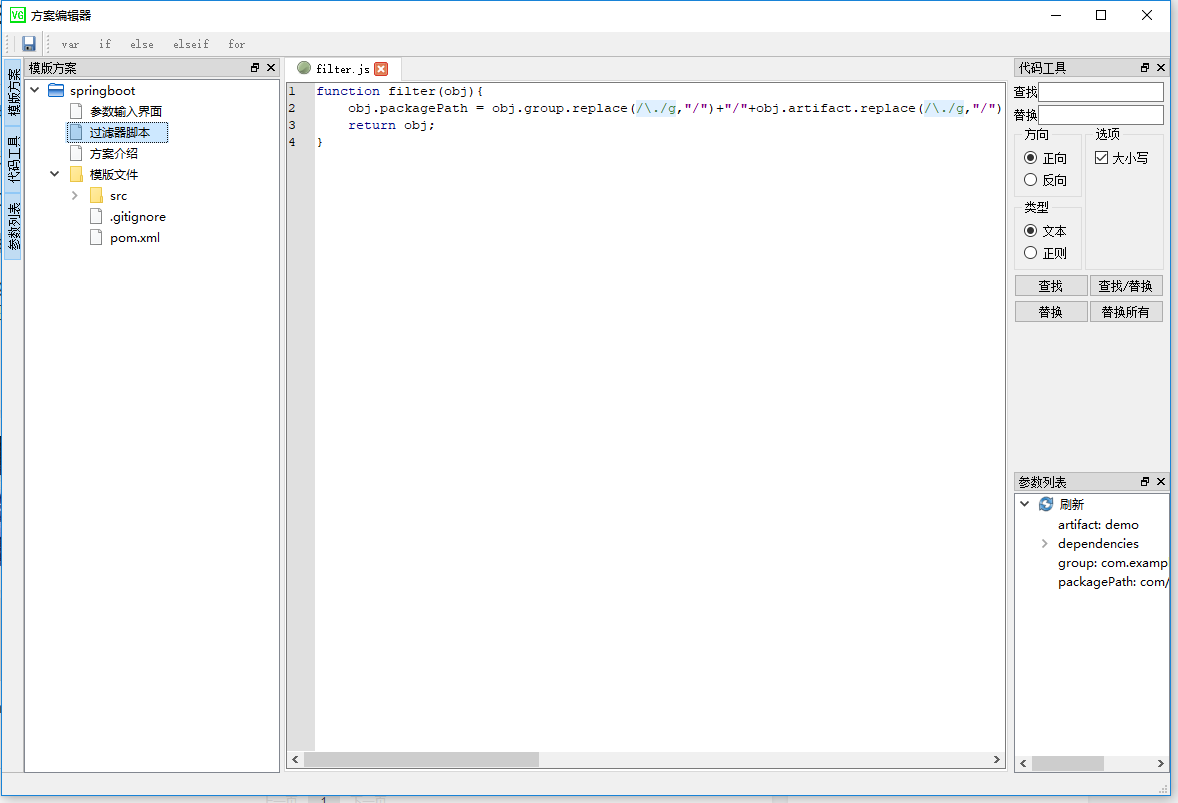 VG 方案编辑器
var if else elseif for
模版方案
代码工具
参数列表
模版方案
springboot
参数输入界面
过滤器脚本
方案介绍
模版文件
src
.gitignore
pom.xml
filter.js
1 function filter(obj){
2 obj.packagePath = obj.group.replace(/\./g,"/")+"/"+obj.artifact.replace(/\./g,"/")
3 return obj;
4 }
代码工具
查找
替换
方向 选项
正向 大小写
反向
类型
文本
正则
查找 查找/替换
替换 替换所有
参数列表
刷新
artifact: demo
dependencies
group: com.examp
packagePath: com/
1